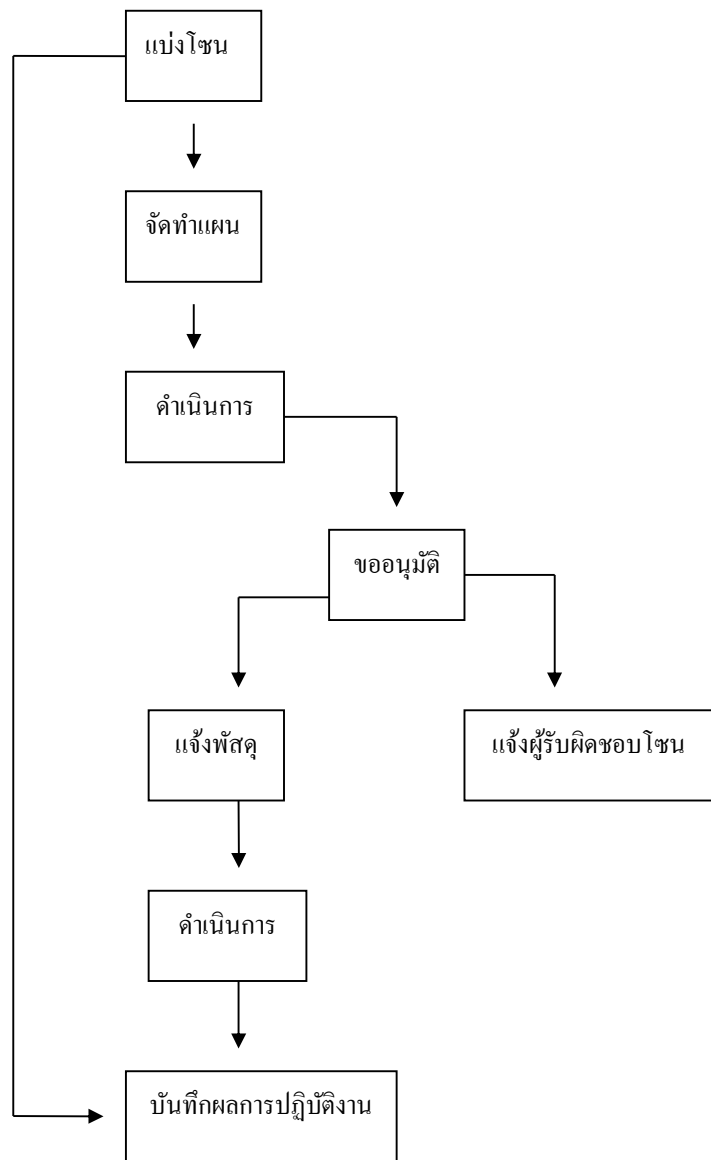 แบ่งโซน
จัดทำแผน
ดำเนินการ
ขออนุมัติ
แจ้งพัสดุ
แจ้งผู้รับผิดชอบโซน
ดำเนินการ
บันทึกผลการปฏิบัติงาน